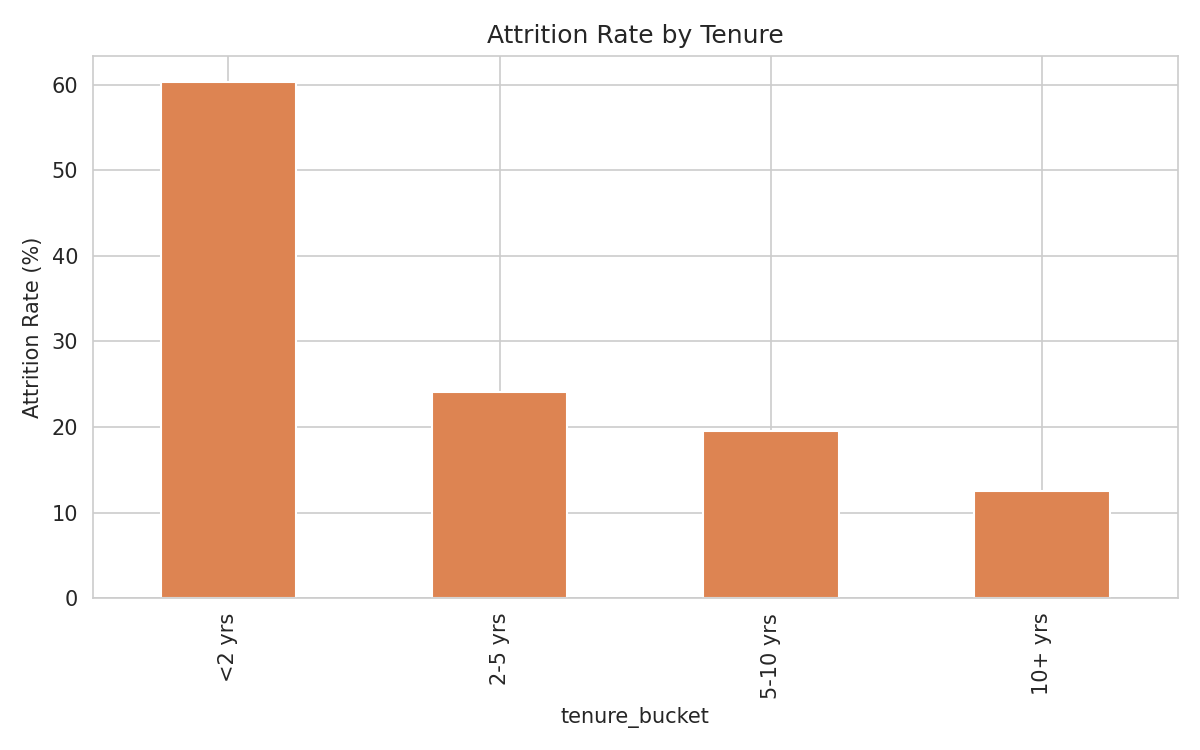 Attrition Rate by Tenure
Attrition Rate (%)
60
50
40
30
20
10
0
<2 yrs
2-5 yrs
5-10 yrs
10+ yrs
tenure_bucket